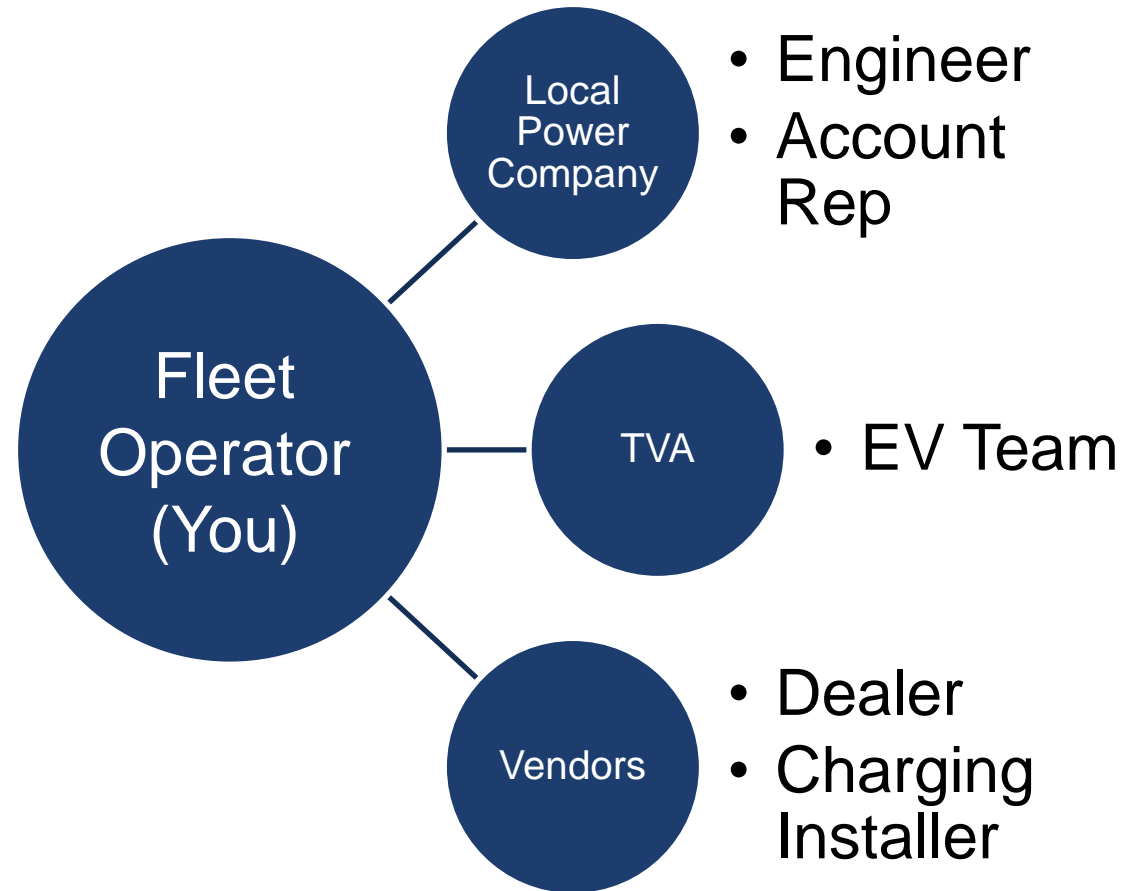 Fleet
Operator
(You)
Local
Power
Company
• Engineer
• Account
Rep
TVA
• EV Team
Vendors
• Dealer
• Charging
Installer